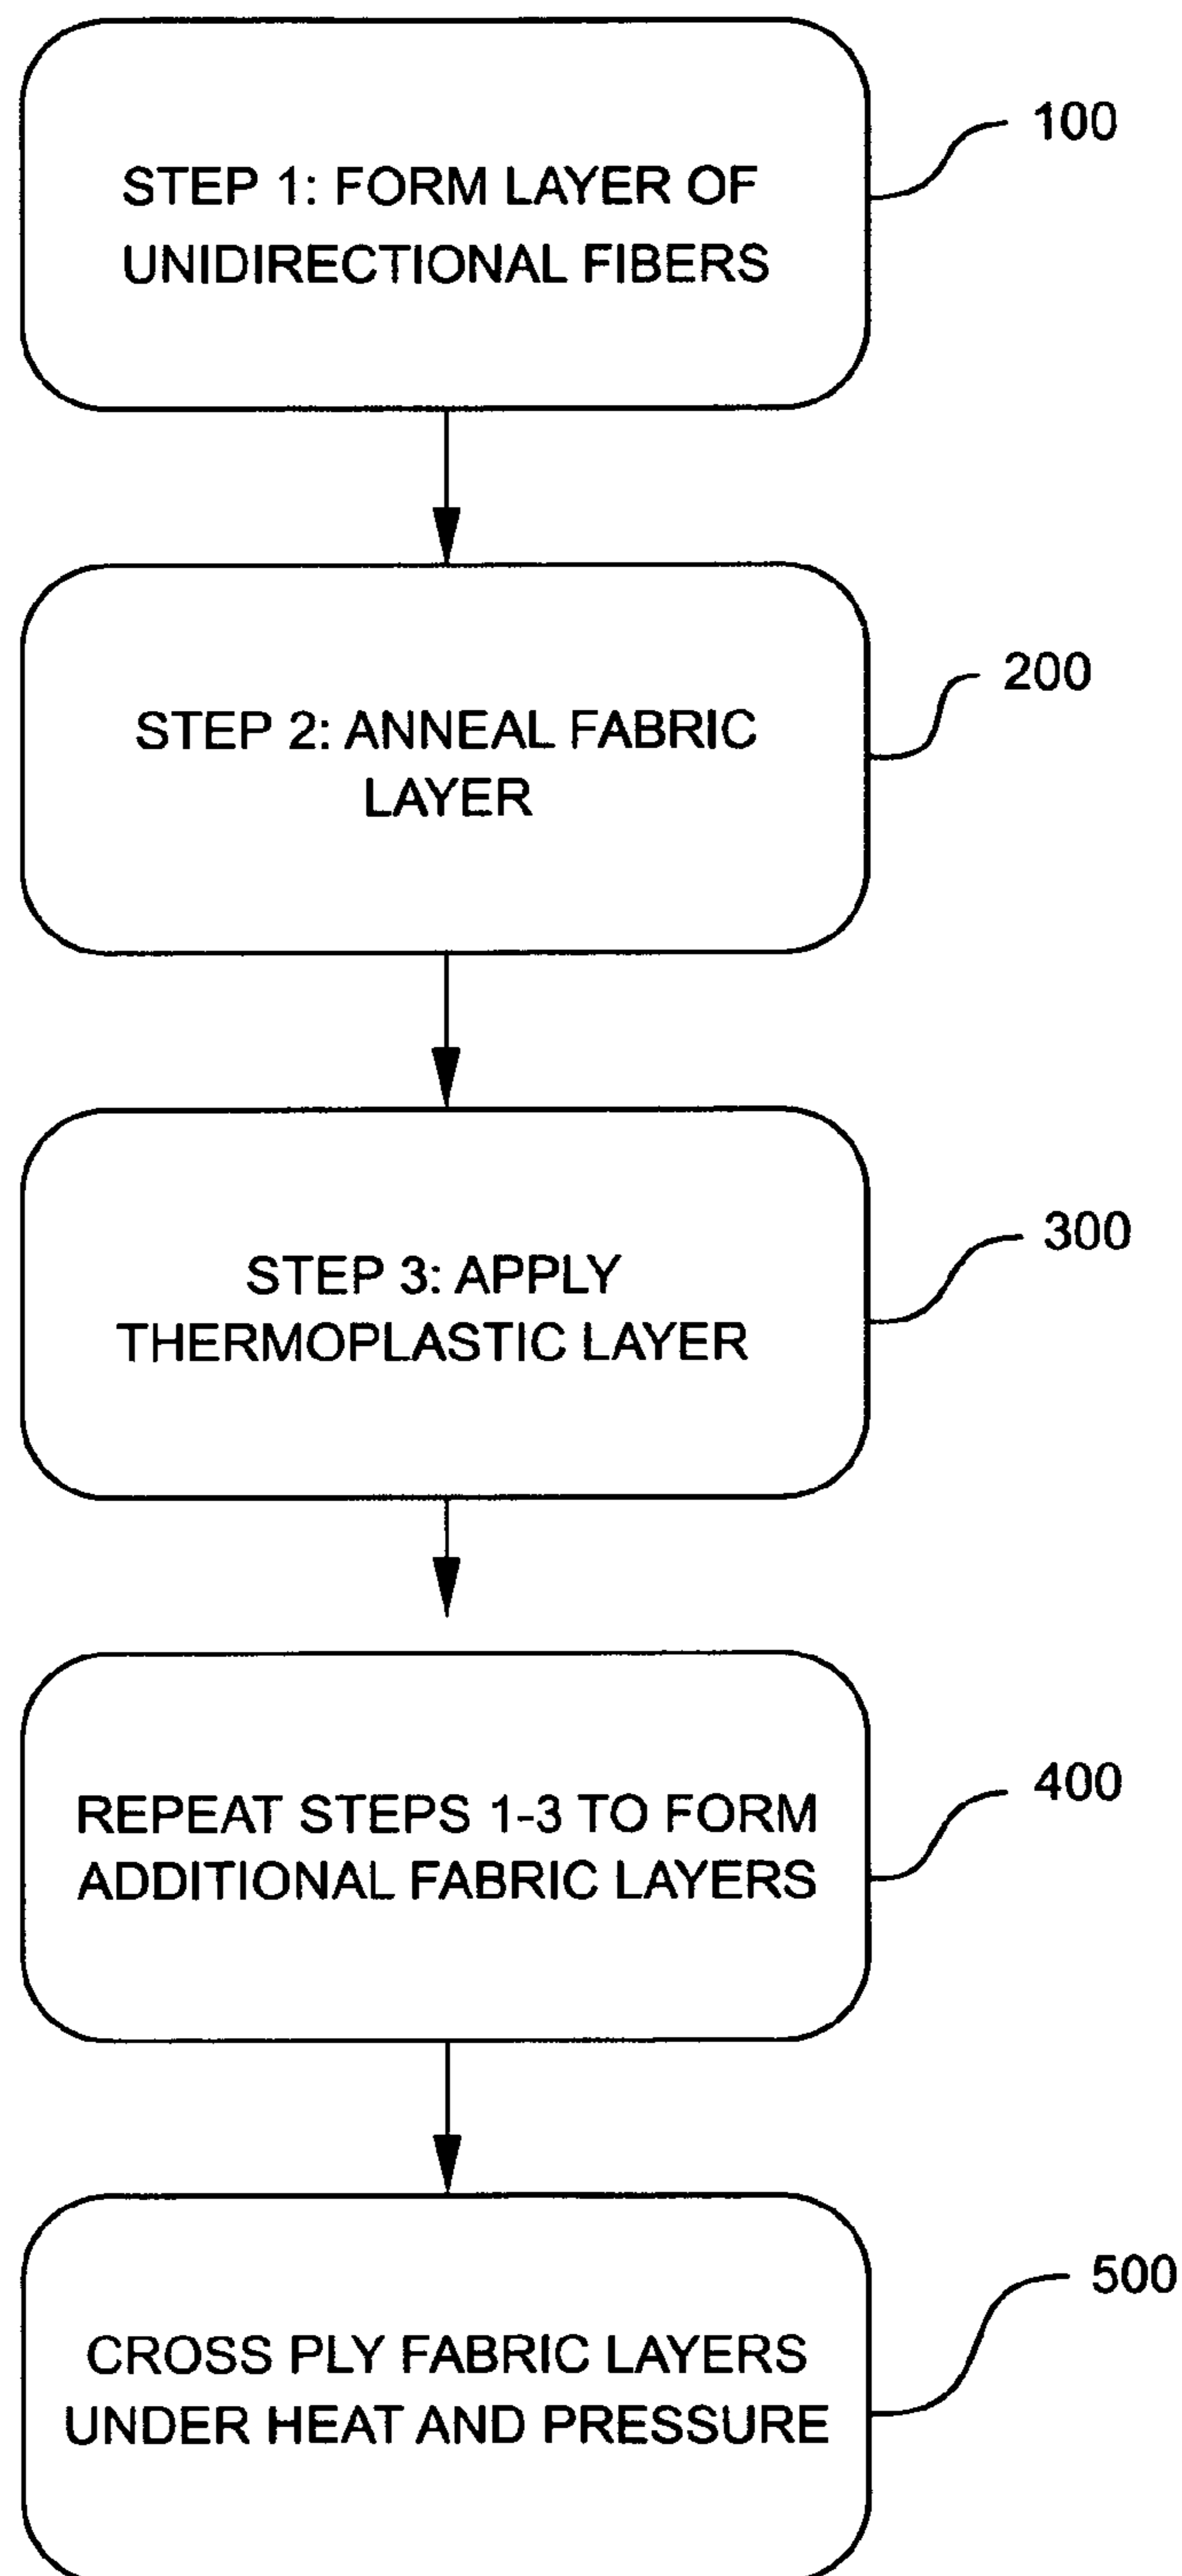 STEP 1: FORM LAYER OF
UNIDIRECTIONAL FIBERS
100
STEP 2: ANNEAL FABRIC
LAYER
200
STEP 3: APPLY
THERMOPLASTIC LAYER
300
REPEAT STEPS 1-3 TO FORM
ADDITIONAL FABRIC LAYERS
400
CROSS PLY FABRIC LAYERS
UNDER HEAT AND PRESSURE
500